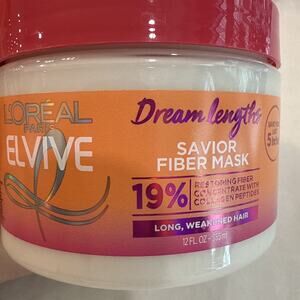 L'ORÉAL
PARIS
ELVIVE
Dream lengths
SAVIOR
FIBER MASK
19% RESTORING FIBER
CONCENTRATE WITH
COLLAGEN PEPTIDES
LONG, WEAKENED HAIR
12 FL OZ - 355ml